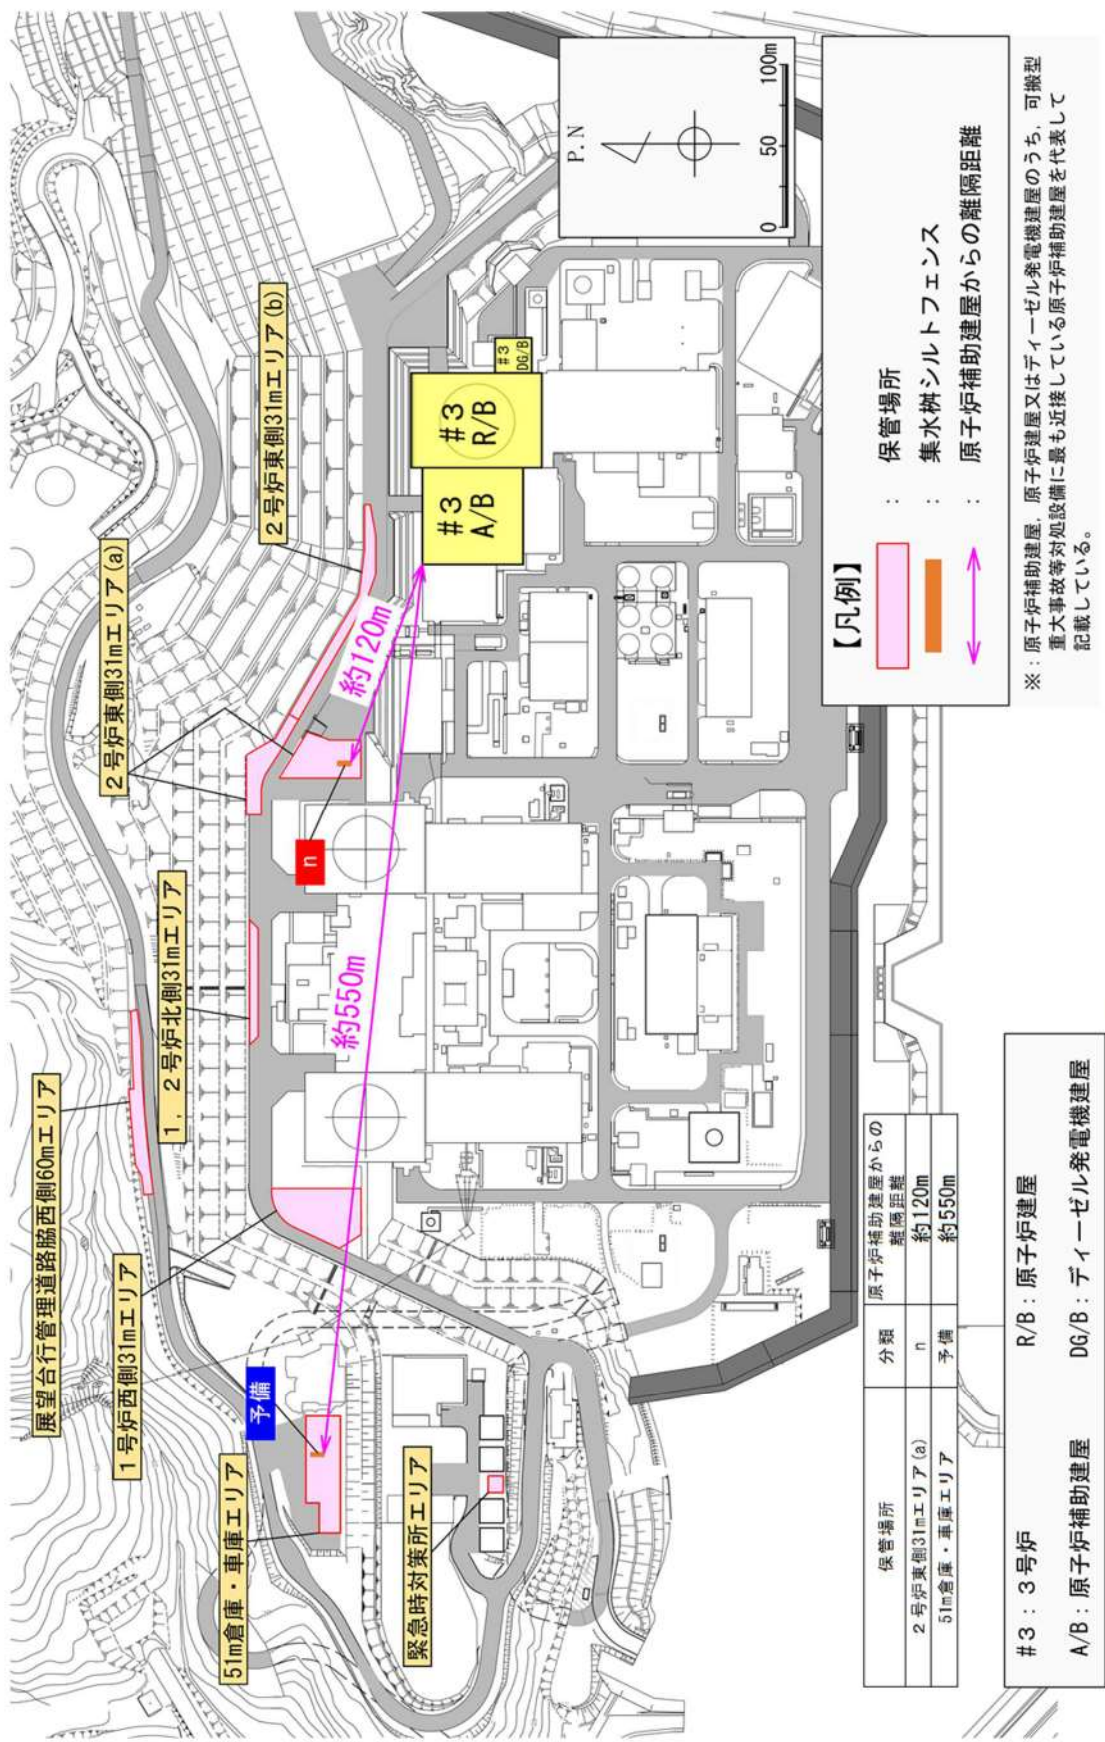 展望台行管理道路脇西側60mエリア
1号炉西側31mエリア
1，2号炉北側31mエリア
2号炉東側31mエリア(a)
2号炉東側31mエリア(b)
51m倉庫・車庫エリア
緊急時対策所エリア
予備
n
約550m
約120m
#3
A/B
#3
R/B
#3
DG/B
P.N
0 50 100m
【凡例】
： 保管場所
： 集水桝シルトフェンス
： 原子炉補助建屋からの離隔距離
※：原子炉補助建屋，原子炉建屋又はディーゼル発電機建屋のうち，可搬型
重大事故等対処設備に最も近接している原子炉補助建屋を代表して
記載している。
保管場所 分類 原子炉補助建屋からの
離隔距離
2号炉東側31mエリア(a) n 約120m
51m倉庫・車庫エリア 予備 約550m
#3：3号炉 R/B：原子炉建屋
A/B：原子炉補助建屋 DG/B：ディーゼル発電機建屋